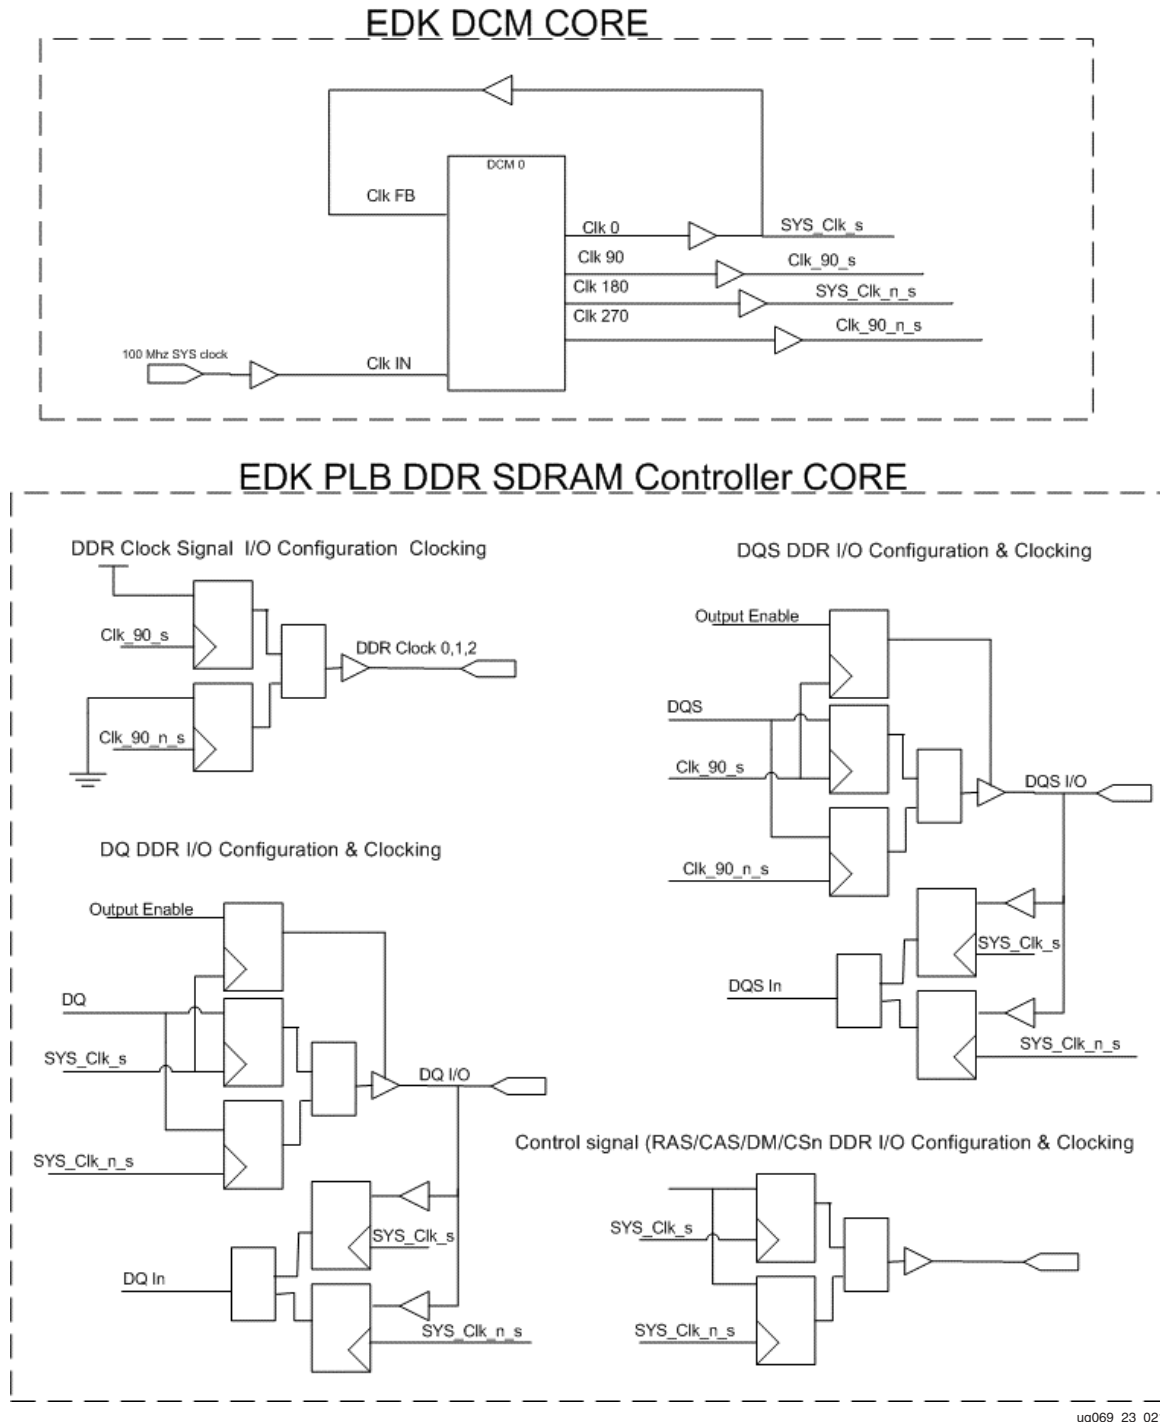 EDK DCM CORE
DCM 0
Clk FB
Clk 0
SYS_Clk_s
Clk 90
Clk_90_s
Clk 180
SYS_Clk_n_s
Clk 270
Clk_90_n_s
100 Mhz SYS clock
Clk IN
EDK PLB DDR SDRAM Controller CORE
DDR Clock Signal I/O Configuration Clocking
Clk_90_s
DDR Clock 0,1,2
Clk_90_n_s
DQS DDR I/O Configuration & Clocking
Output Enable
DQS
Clk_90_s
DQS I/O
Clk_90_n_s
SYS_Clk_s
DQS In
SYS_Clk_n_s
DQ DDR I/O Configuration & Clocking
Output Enable
DQ
SYS_Clk_s
DQ I/O
SYS_Clk_n_s
SYS_Clk_s
DQ In
SYS_Clk_n_s
Control signal (RAS/CAS/DM/CSn DDR I/O Configuration & Clocking
SYS_Clk_s
SYS_Clk_n_s
ug069_23_02